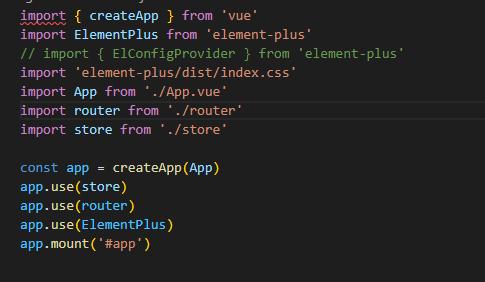 import { createApp } from 'vue'
import ElementPlus from 'element-plus'
// import { ElConfigProvider } from 'element-plus'
import 'element-plus/dist/index.css'
import App from './App.vue'
import router from './router'
import store from './store'
const app = createApp(App)
app.use(store)
app.use(router)
app.use(ElementPlus)
app.mount('#app')